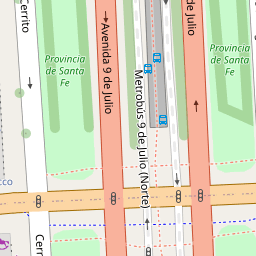 Cerrito
Avenida 9 de Julio
de Julio
Provincia
de Santa
Fe
Provincia
de Santa
Fe
Metrobús 9 de Julio (Norte)
cco
Cerr